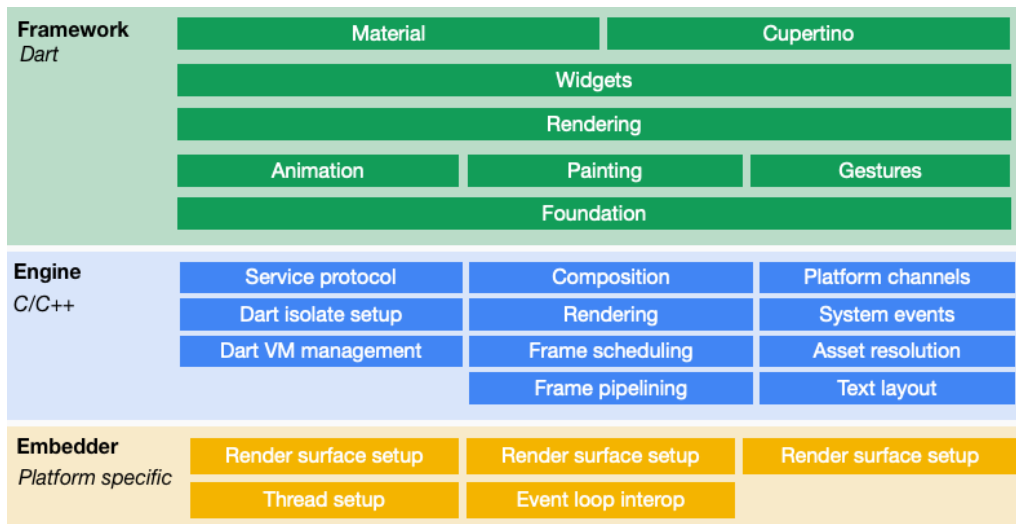 Framework
Dart
Material
Cupertino
Widgets
Rendering
Animation
Painting
Gestures
Foundation
Engine
C/C++
Service protocol
Composition
Platform channels
Dart isolate setup
Rendering
System events
Dart VM management
Frame scheduling
Asset resolution
Frame pipelining
Text layout
Embedder
Platform specific
Render surface setup
Render surface setup
Render surface setup
Thread setup
Event loop interop